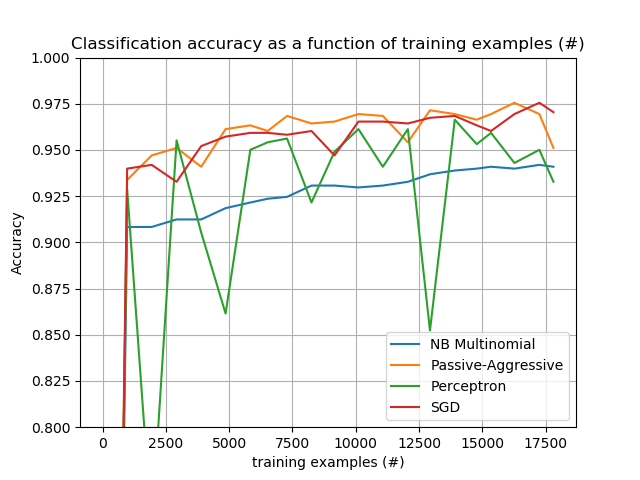 Classification accuracy as a function of training examples (#)
1.000
0.975
0.950
0.925
0.900
0.875
0.850
0.825
0.800
Accuracy
0 2500 5000 7500 10000 12500 15000 17500
training examples (#)
NB Multinomial
Passive-Aggressive
Perceptron
SGD